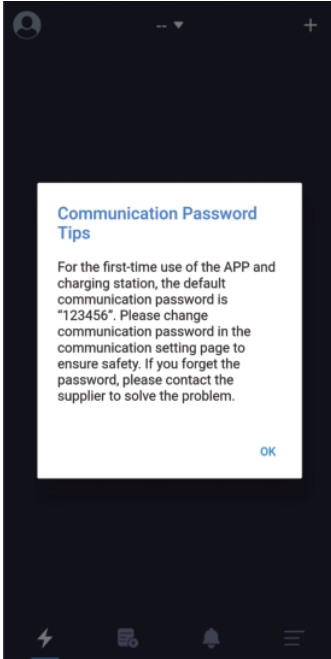 -- ▼
+
Communication Password
Tips
For the first-time use of the APP and
charging station, the default
communication password is
“123456”. Please change
communication password in the
communication setting page to
ensure safety. If you forget the
password, please contact the
supplier to solve the problem.
OK